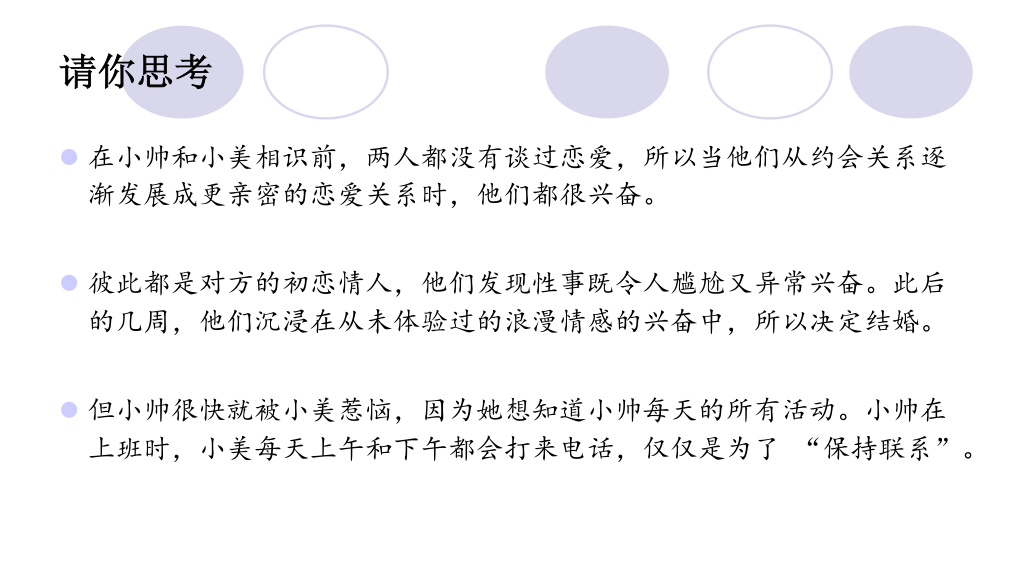 请你思考
在小帅和小美相识前，两人都没有谈过恋爱，所以当他们从约会关系逐
渐发展成更亲密的恋爱关系时，他们都很兴奋。
彼此都是对方的初恋情人，他们发现性事既令人尴尬又异常兴奋。此后
的几周，他们沉浸在从未体验过的浪漫情感的兴奋中，所以决定结婚。
但小帅很快就被小美惹恼，因为她想知道小帅每天的所有活动。小帅在
上班时，小美每天上午和下午都会打来电话，仅仅是为了 “保持联系”。